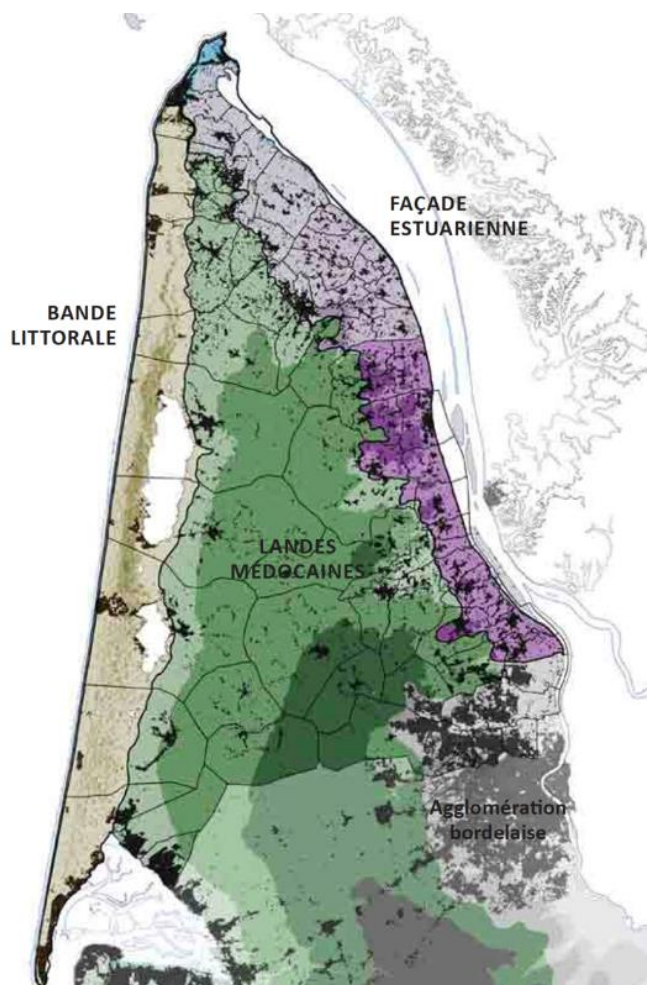 FAÇADE
ESTUARIENNE
BANDE
LITTORALE
LANDES
MÉDOCAINES
Agglomération
bordelaise